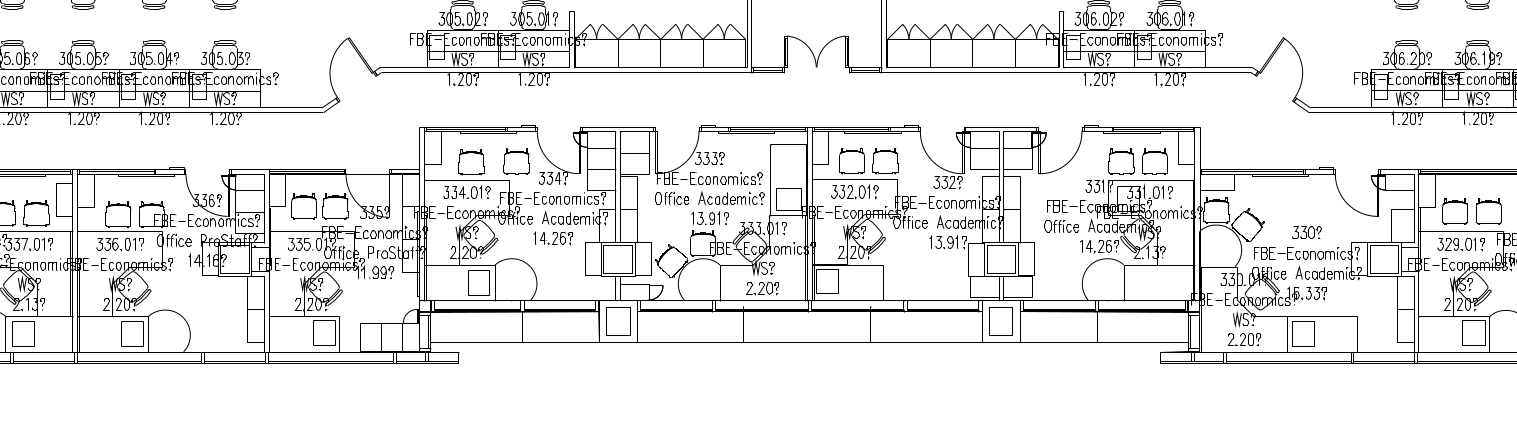 305.02?
FBE-Economics?
WS?
1.20?
305.01?
FBE-Economics?
WS?
1.20?
306.02?
FBE-Economics?
WS?
1.20?
306.01?
FBE-Economics?
WS?
1.20?
5.06?
WS?
1.20?
305.05?
FBE-Economics?
WS?
1.20?
305.04?
FBE-Economics?
WS?
1.20?
305.03?
FBE-Economics?
WS?
1.20?
306.20?
FBE-Economics?
WS?
1.20?
306.19?
FBE-Economics?
WS?
1.20?
337.01?
FBE-Economics?
WS?
2.13?
336.01?
FBE-Economics?
WS?
2.20?
336?
FBE-Economics?
Office ProStaff?
14.16?
335.01?
FBE-Economics?
WS?
2.20?
335?
FBE-Economics?
Office ProStaff?
11.99?
334.01?
FBE-Economics?
WS?
2.20?
334?
FBE-Economics?
Office Academic?
14.26?
333?
FBE-Economics?
Office Academic?
13.91?
333.01?
FBE-Economics?
WS?
2.20?
332.01?
FBE-Economics?
WS?
2.20?
332?
FBE-Economics?
Office Academic?
13.91?
331?
FBE-Economics?
Office Academic?
14.26?
331.01?
FBE-Economics?
WS?
2.13?
330?
FBE-Economics?
Office Academic?
15.33?
330.01?
FBE-Economics?
WS?
2.20?
329.01?
FBE-Economics?
WS?
2.20?